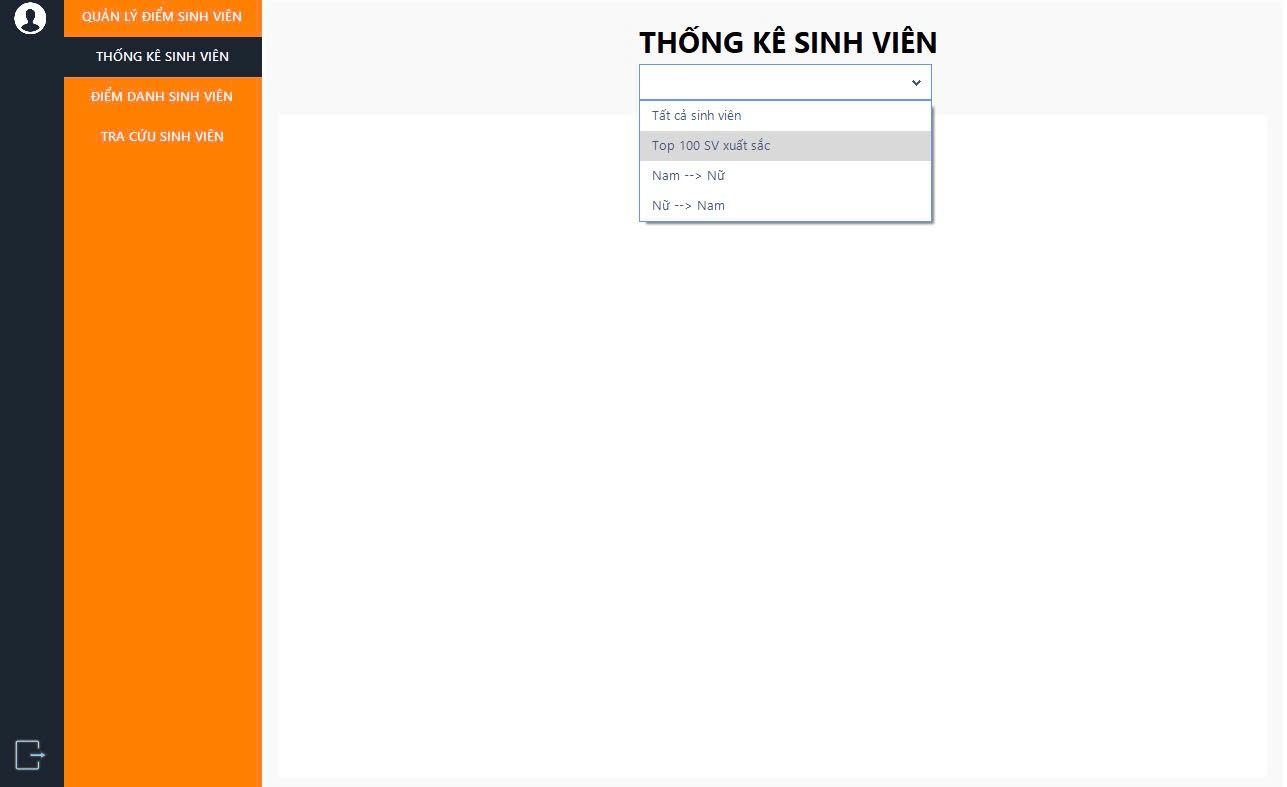 QUẢN LÝ ĐIỂM SINH VIÊN
THỐNG KÊ SINH VIÊN
ĐIỂM DANH SINH VIÊN
TRA CỨU SINH VIÊN
THỐNG KÊ SINH VIÊN
Tất cả sinh viên
Top 100 SV xuất sắc
Nam --> Nữ
Nữ --> Nam